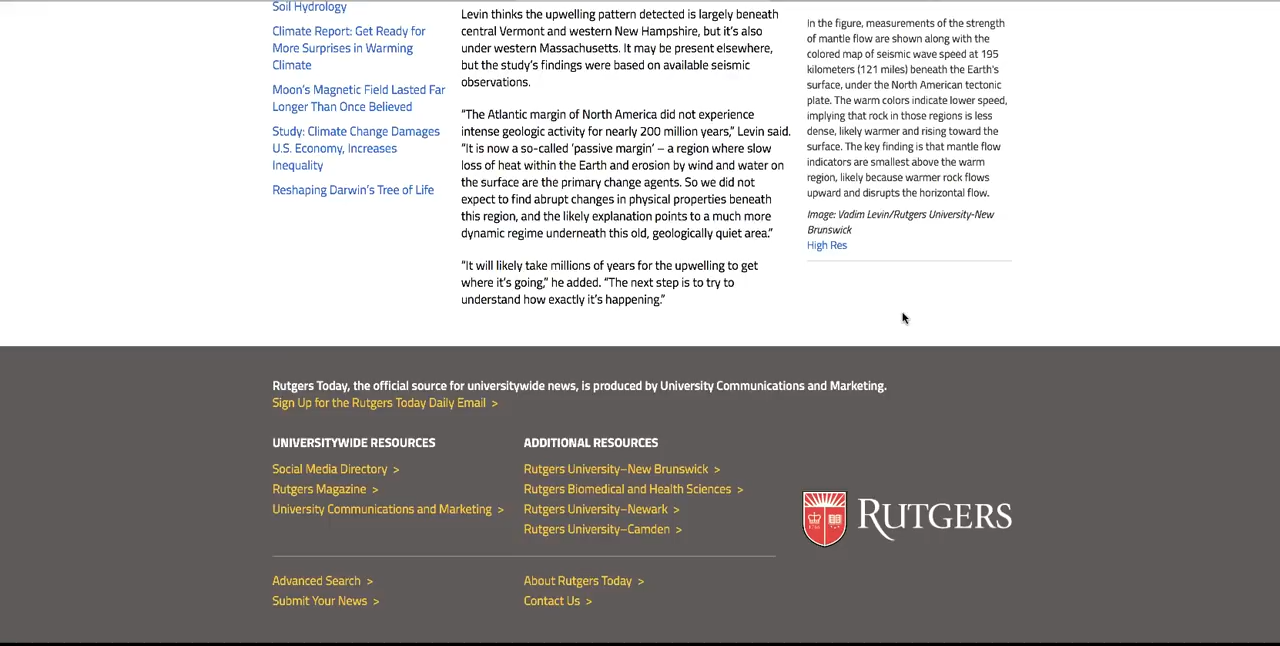 Soil Hydrology
Climate Report: Get Ready for
More Surprises in Warming
Climate
Moon's Magnetic Field Lasted Far
Longer Than Once Believed
Study: Climate Change Damages
U.S. Economy, Increases
Inequality
Reshaping Darwin's Tree of Life
Levin thinks the upwelling pattern detected is largely beneath
central Vermont and western New Hampshire, but it's also
under western Massachusetts. It may be present elsewhere,
but the study's findings were based on available seismic
observations.
“The Atlantic margin of North America did not experience
intense geologic activity for nearly 200 million years,” Levin said.
“It is now a so-called ‘passive margin’ – a region where slow
loss of heat within the Earth and erosion by wind and water on
the surface are the primary change agents. So we did not
expect to find abrupt changes in physical properties beneath
this region, and the likely explanation points to a much more
dynamic regime underneath this old, geologically quiet area.”
“It will likely take millions of years for the upwelling to get
where it's going,” he added. “The next step is to try to
understand how exactly it's happening.”
In the figure, measurements of the strength
of mantle flow are shown along with the
colored map of seismic wave speed at 195
kilometers (121 miles) beneath the Earth's
surface, under the North American tectonic
plate. The warm colors indicate lower speed,
implying that rock in those regions is less
dense, likely warmer and rising toward the
surface. The key finding is that mantle flow
indicators are smallest above the warm
region, likely because warmer rock flows
upward and disrupts the horizontal flow.
Image: Vadim Levin/Rutgers University-New
Brunswick
High Res
Rutgers Today, the official source for universitywide news, is produced by University Communications and Marketing.
Sign Up for the Rutgers Today Daily Email >
UNIVERSITYWIDE RESOURCES
Social Media Directory >
Rutgers Magazine >
University Communications and Marketing >
ADDITIONAL RESOURCES
Rutgers University–New Brunswick >
Rutgers Biomedical and Health Sciences >
Rutgers University–Newark >
Rutgers University–Camden >
RUTGERS
Advanced Search >
Submit Your News >
About Rutgers Today >
Contact Us >